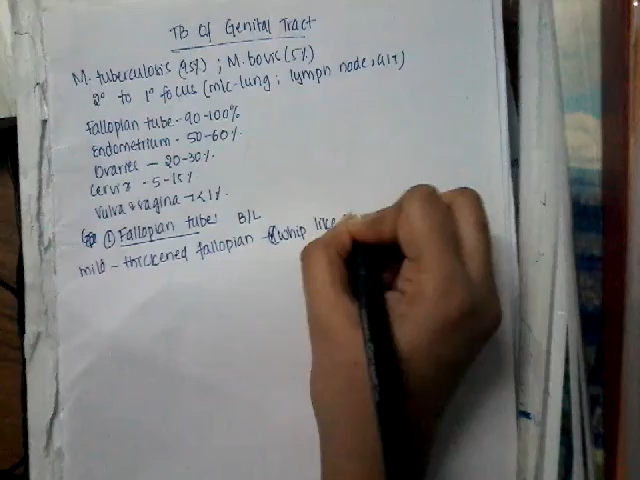 TB Of Genital Tract
M. tuberculosis (95%) ; M. bovis (5%)
2° to 1° focus (m/c - lung ; lymph node, GIT)
Fallopian tube - 90-100%
Endometrium - 50-60%
Ovaries - 20-30%
Cervix - 5-15%
Vulva & vagina -> <1%
① Fallopian tube: B/L
mild - thickened fallopian - (whip like